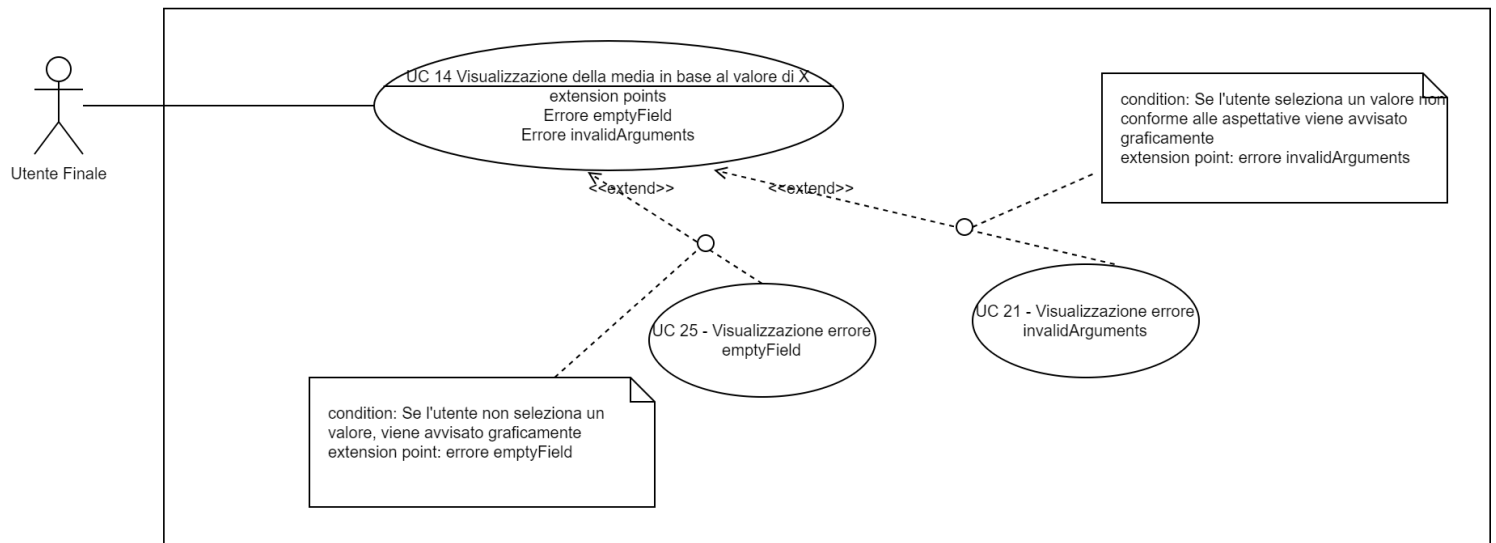 UC 14 Visualizzazione della media in base al valore di X
extension points
Errore emptyField
Errore invalidArguments
condition: Se l'utente seleziona un valore non
conforme alle aspettative viene avvisato
graficamente
extension point: errore invalidArguments
Utente Finale
<<extend>>
<<extend>>
UC 25 - Visualizzazione errore
emptyField
UC 21 - Visualizzazione errore
invalidArguments
condition: Se l'utente non seleziona un
valore, viene avvisato graficamente
extension point: errore emptyField